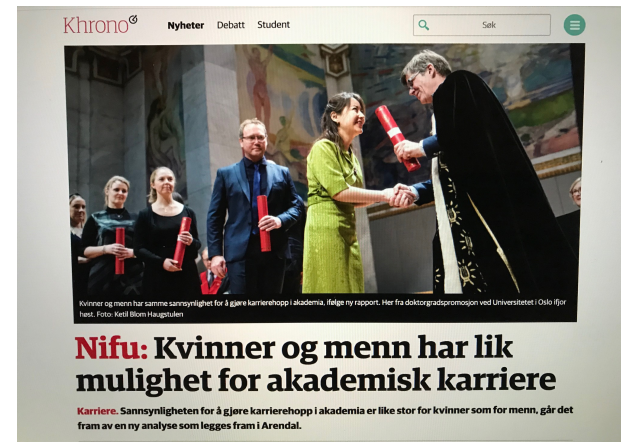 Khrono
Nyheter Debatt Student
Søk
Kvinner og menn har samme sannsynlighet for å gjøre karrierehopp i akademia, ifølge ny rapport. Her fra doktorgradspromosjon ved Universitetet i Oslo ifjor
høst. Foto: Ketil Blom Haugstulen
Nifu: Kvinner og menn har lik
mulighet for akademisk karriere
Karriere. Sannsynligheten for å gjøre karrierehopp i akademia er like stor for kvinner som for menn, går det
fram av en ny analyse som legges fram i Arendal.